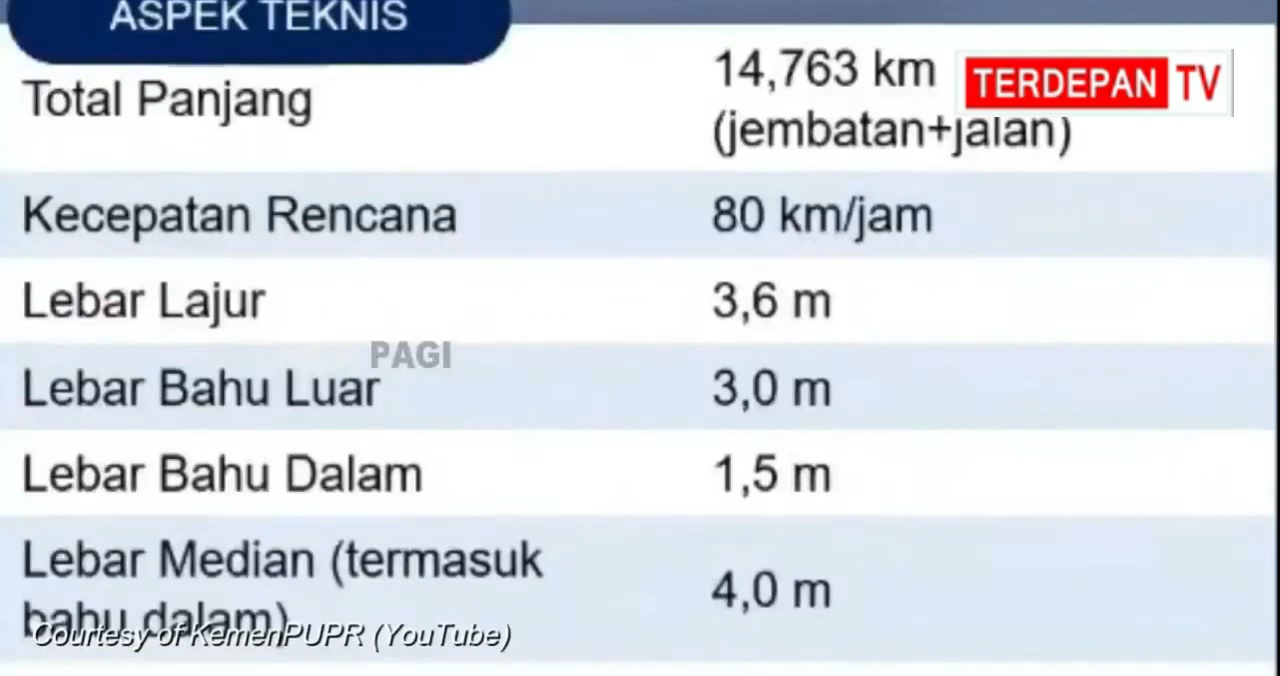 ASPEK TEKNIS
Total Panjang
14,763 km
(jembatan+jalan)
TERDEPAN TV
Kecepatan Rencana
80 km/jam
Lebar Lajur
3,6 m
PAGI
Lebar Bahu Luar
3,0 m
Lebar Bahu Dalam
1,5 m
Lebar Median (termasuk
bahu dalam)
4,0 m
Courtesy of KemenPUPR (YouTube)